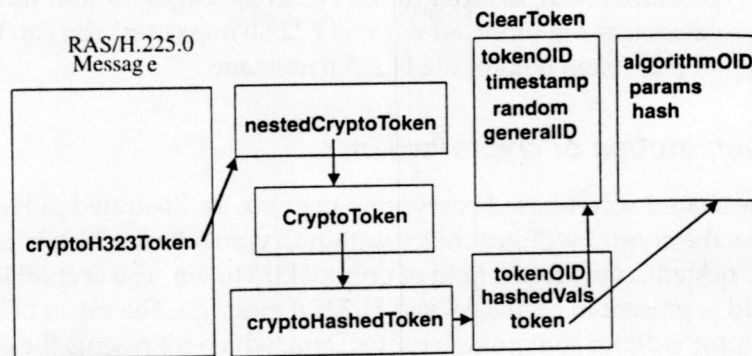 RAS/H.225.0
Message
cryptoH323Token
nestedCryptoToken
CryptoToken
cryptoHashedToken
ClearToken
tokenOID
timestamp
random
generalID
algorithmOID
params
hash
tokenOID
hashedVals
token